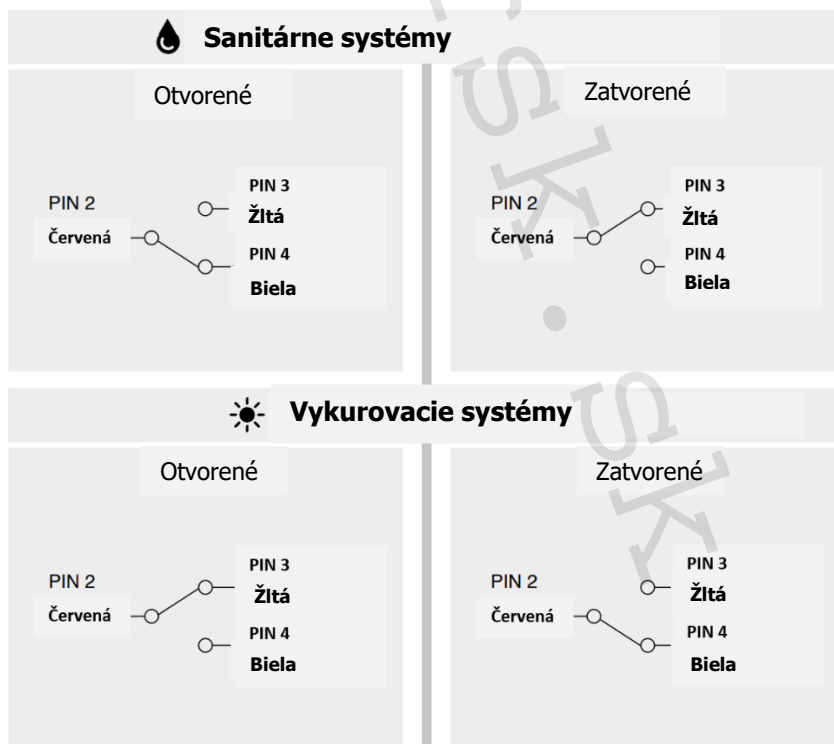 Sanitárne systémy
Otvorené
PIN 2
Červená
PIN 3
Žltá
PIN 4
Biela
Zatvorené
PIN 2
Červená
PIN 3
Žltá
PIN 4
Biela
Vykurovacie systémy
Otvorené
PIN 2
Červená
PIN 3
Žltá
PIN 4
Biela
Zatvorené
PIN 2
Červená
PIN 3
Žltá
PIN 4
Biela
sk.sk